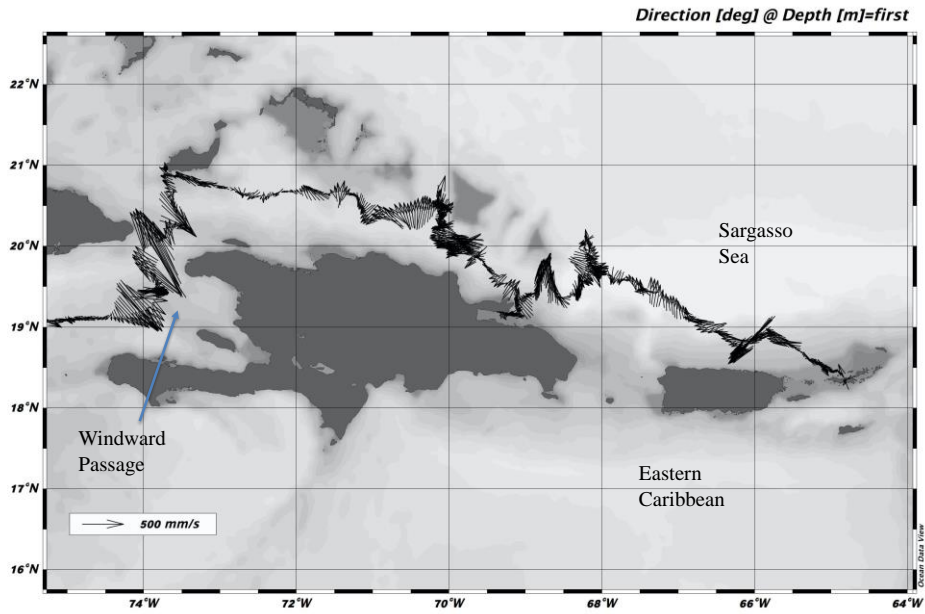 Direction [deg] @ Depth [m]=first
22°N
21°N
20°N
19°N
18°N
17°N
16°N
Sargasso
Sea
Windward
Passage
Eastern
Caribbean
500 mm/s
74°W
72°W
70°W
68°W
66°W
64°W
Ocean Data View